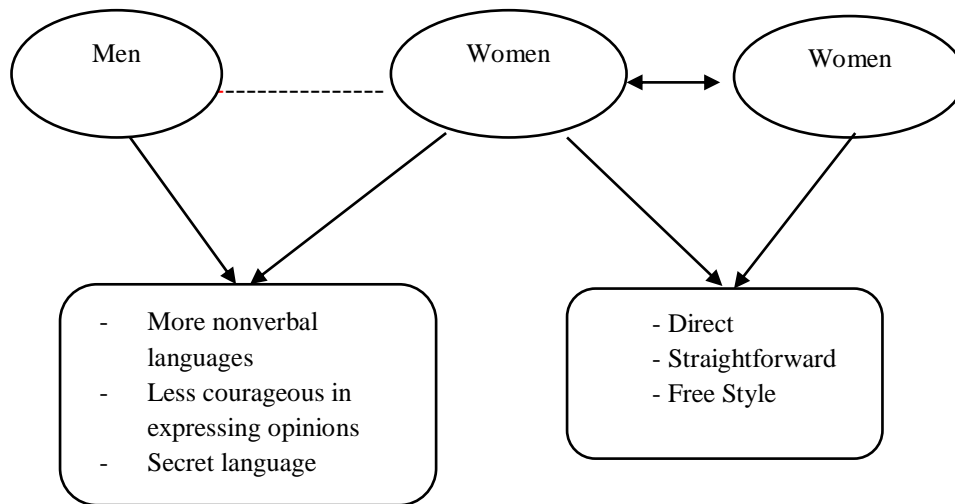 Men
Women
Women
- More nonverbal
languages
- Less courageous in
expressing opinions
- Secret language
- Direct
- Straightforward
- Free Style